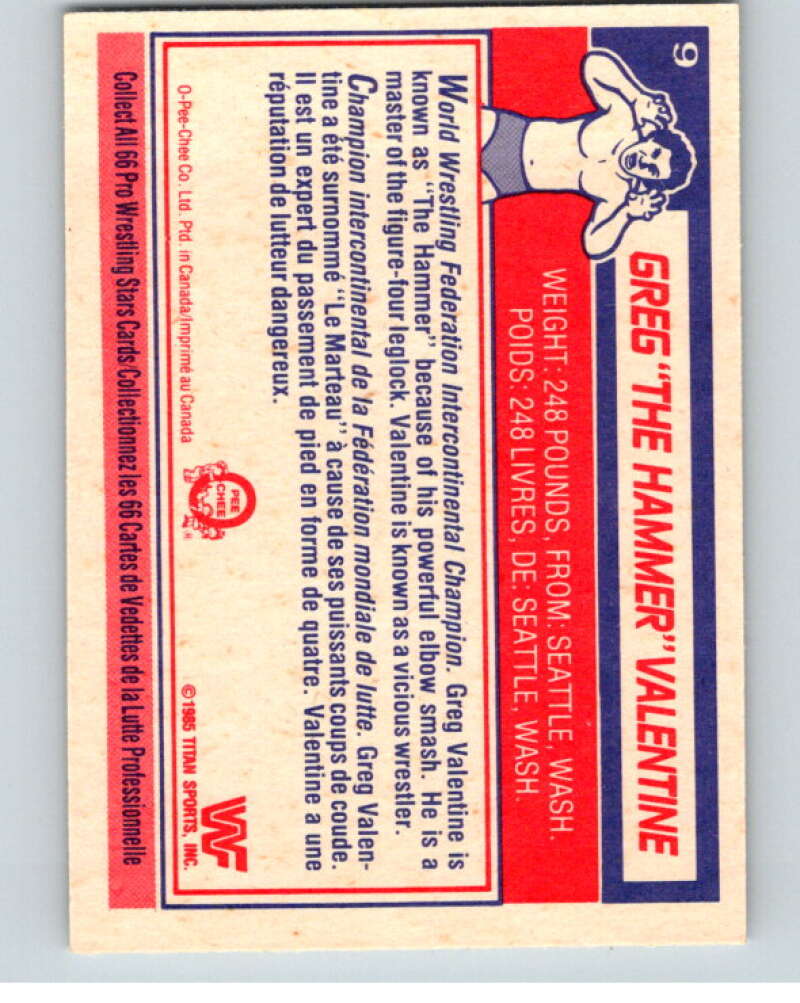 9
GREG "THE HAMMER" VALENTINE
WEIGHT: 248 POUNDS, FROM: SEATTLE, WASH.
POIDS: 248 LIVRES, DE: SEATTLE, WASH.
World Wrestling Federation Intercontinental Champion. Greg Valentine is
known as "The Hammer" because of his powerful elbow smash. He is a
master of the figure-four leglock. Valentine is known as a vicious wrestler.
Champion intercontinental de la Fédération mondiale de lutte. Greg Valen-
tine a été surnommé "Le Marteau" à cause de ses puissants coups de coude.
Il est un expert du passement de pied en forme de quatre. Valentine a une
réputation de lutteur dangereux.
O-Pee-Chee Co. Ltd. Ptd. in Canada/Imprimé au Canada
PEE
CHEE
®
WF
©1985 TITAN SPORTS, INC.
Collect All 66 Pro Wrestling Stars Cards/Collectionnez les 66 Cartes de Vedettes de la Lutte Professionnelle